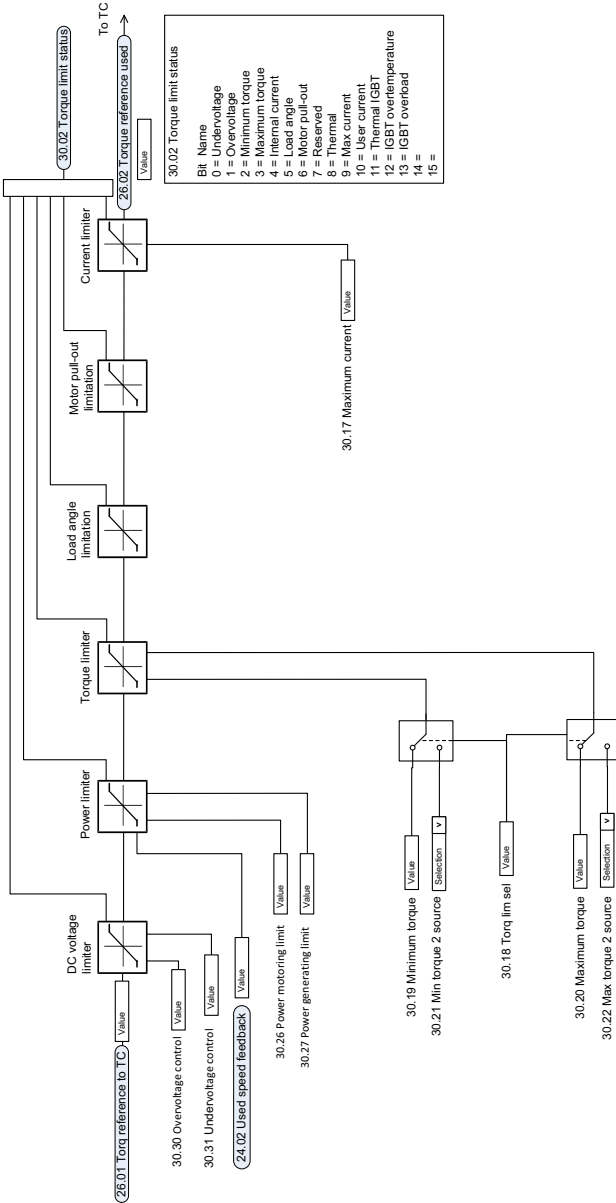 30.02 Torque limit status
To TC
26.02 Torque reference used
Value
Current limiter
Motor pull-out
limitation
Load angle
limitation
Torque limiter
Power limiter
DC voltage
limiter
26.01 Torq reference to TC
Value
30.30 Overvoltage control
Value
30.31 Undervoltage control
Value
24.02 Used speed feedback
Value
30.26 Power motoring limit
Value
30.27 Power generating limit
Value
30.17 Maximum current
Value
30.19 Minimum torque
Value
30.21 Min torque 2 source
Selection
v
30.18 Torq lim sel
Value
30.20 Maximum torque
Value
30.22 Max torque 2 source
Selection
v
30.02 Torque limit status
Bit Name
0 = Undervoltage
1 = Overvoltage
2 = Minimum torque
3 = Maximum torque
4 = Internal current
5 = Load angle
6 = Motor pull-out
7 = Reserved
8 = Thermal
9 = Max current
10 = User current
11 = Thermal IGBT
12 = IGBT overtemperature
13 = IGBT overload
14 =
15 =